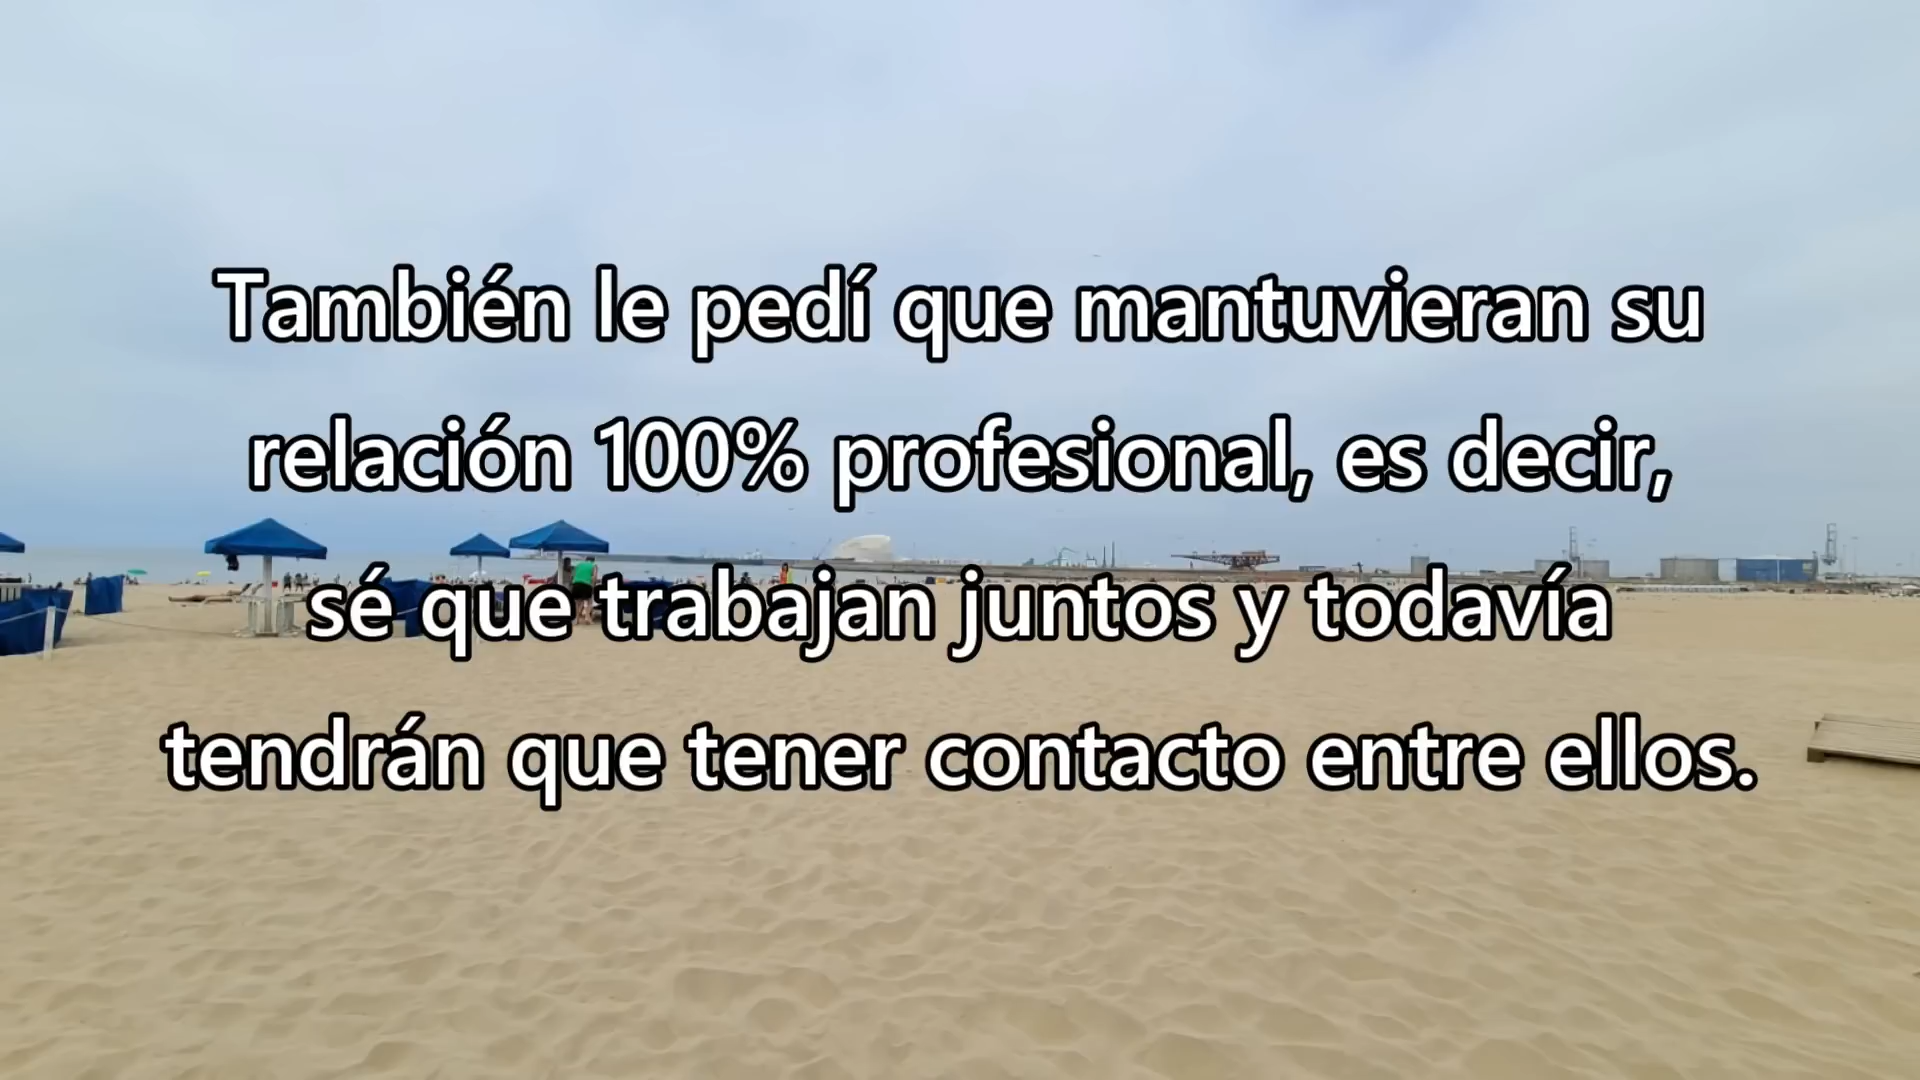 También le pedí que mantuvieran su
relación 100% profesional, es decir,
sé que trabajan juntos y todavía
tendrán que tener contacto entre ellos.